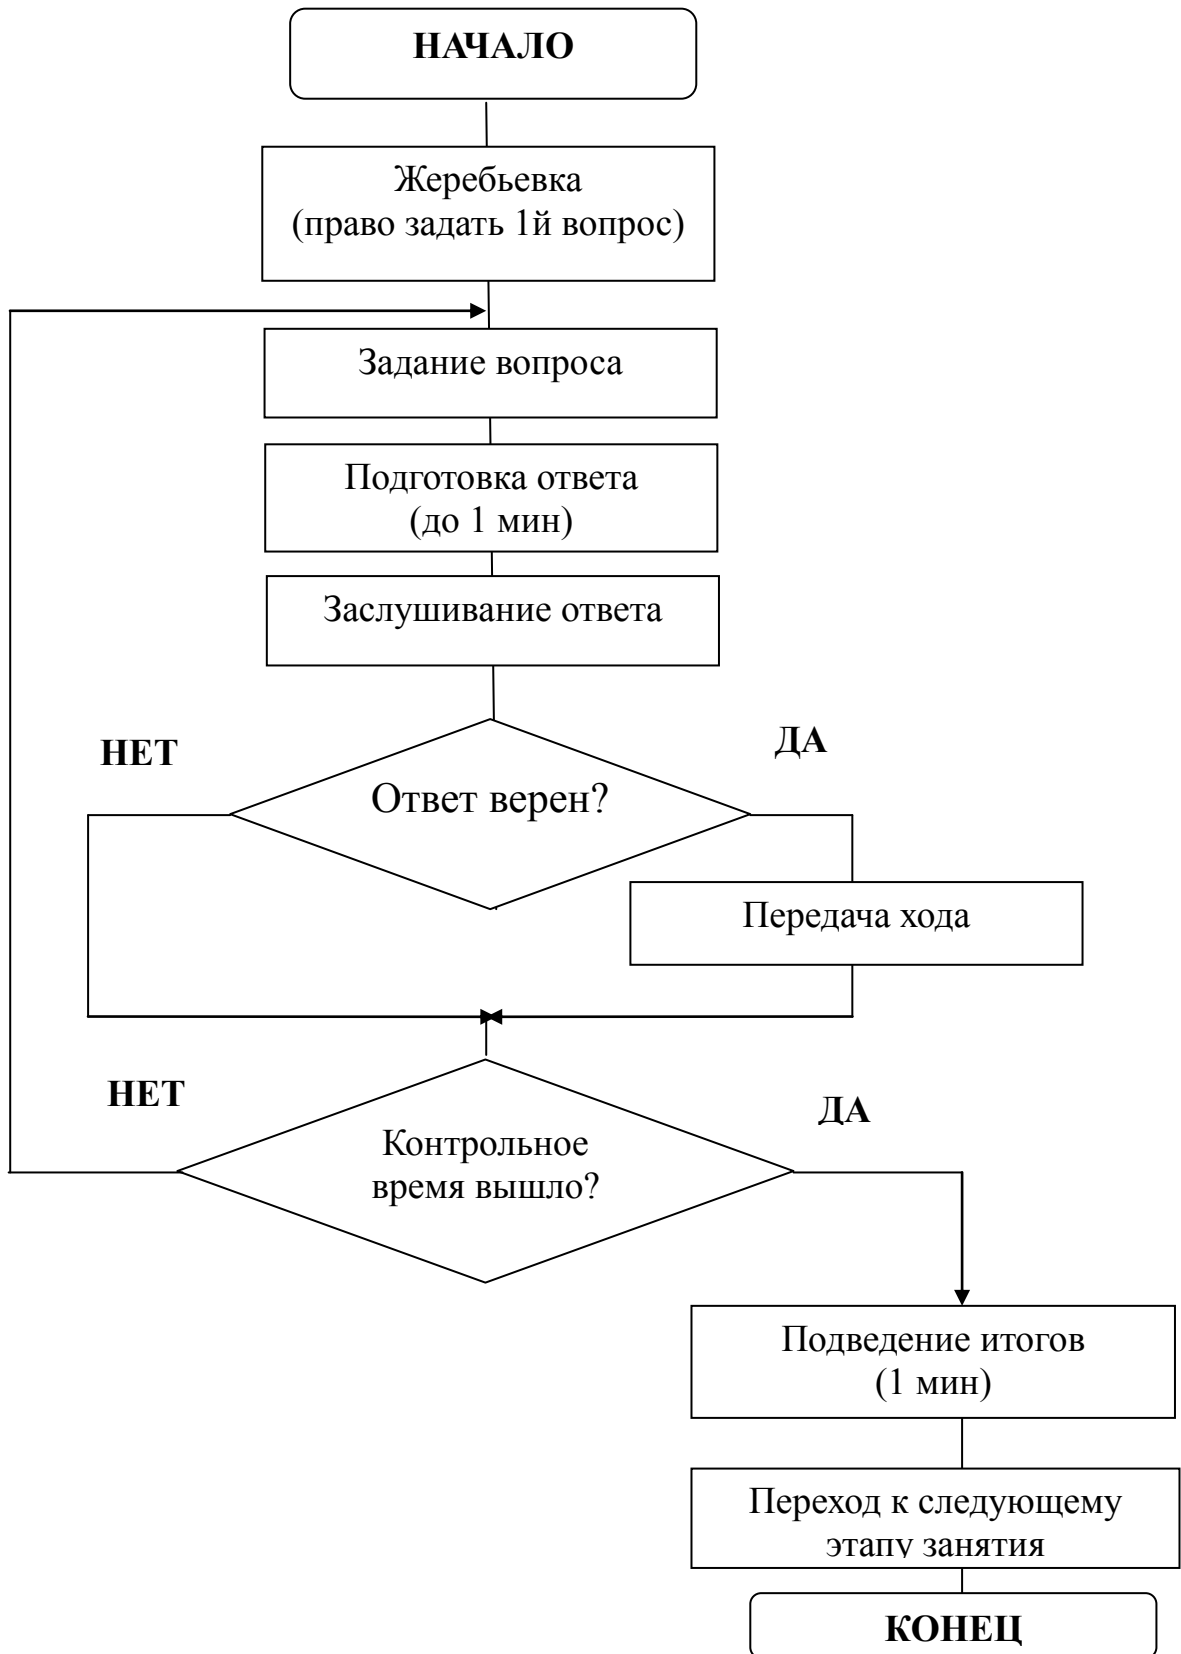 НАЧАЛО
Жеребьевка
(право задать 1й вопрос)
Задание вопроса
Подготовка ответа
(до 1 мин)
Заслушивание ответа
НЕТ
ДА
Ответ верен?
Передача хода
НЕТ
ДА
Контрольное
время вышло?
Подведение итогов
(1 мин)
Переход к следующему
этапу занятия
КОНЕЦ